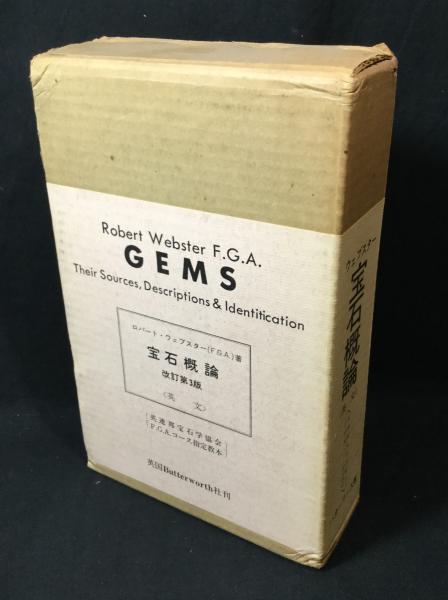 Robert Webster F.G.A.
GEMS
Their Sources, Descriptions & Identitication
ロバート・ウェブスター(F.G.A.)著
宝石概論
改訂第3版
〈英文〉
英連邦宝石学協会
F.G.A.コース指定教本
英国Butterworth社刊
ウェブスター
宝石概論